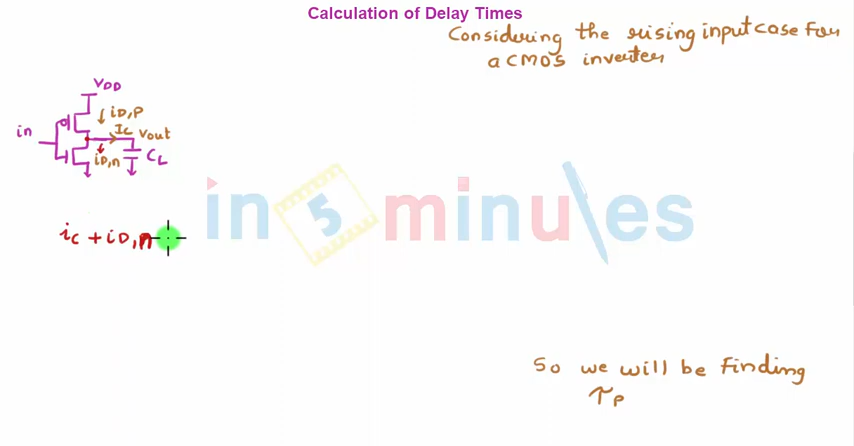 Calculation of Delay Times
Considering the rising input case For
a CMOS inverter
VDD
iD,P
in
Ic Vout
iD,n
CL
in 5 minutes
ic + iD,n
So we will be Finding
τP